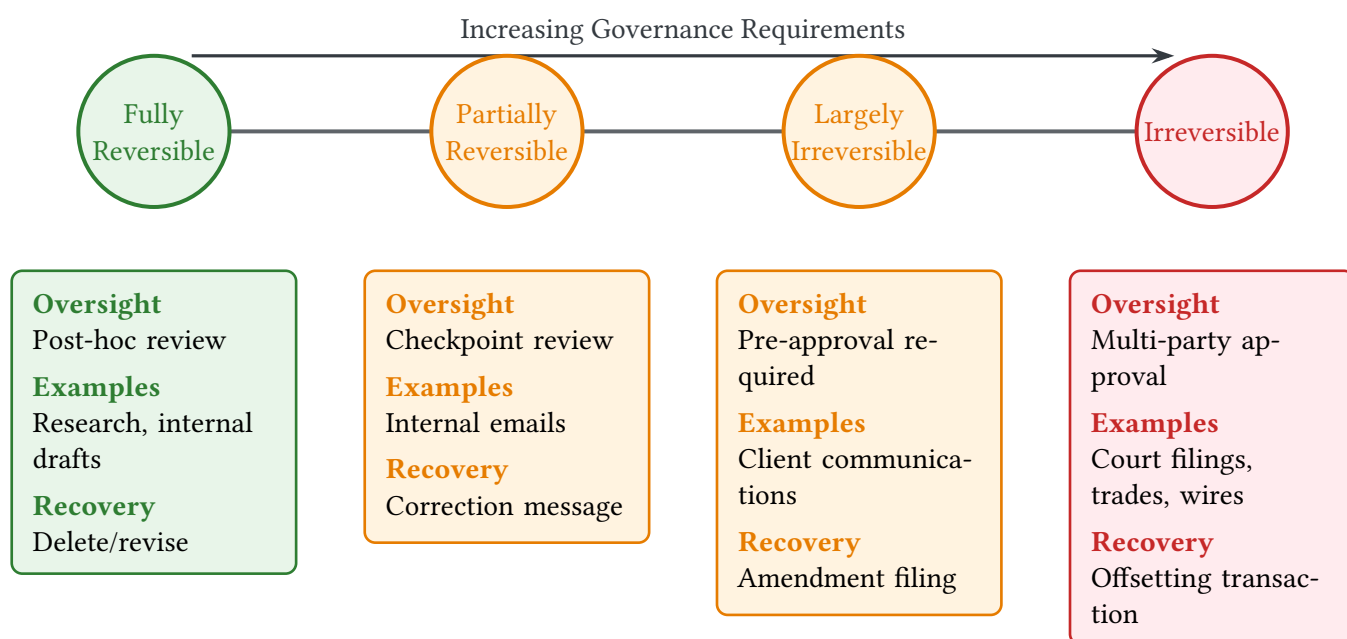 Increasing Governance Requirements
Fully
Reversible
Partially
Reversible
Largely
Irreversible
Irreversible
Oversight
Post-hoc review
Examples
Research, internal
drafts
Recovery
Delete/revise
Oversight
Checkpoint review
Examples
Internal emails
Recovery
Correction message
Oversight
Pre-approval re-
quired
Examples
Client communica-
tions
Recovery
Amendment filing
Oversight
Multi-party ap-
proval
Examples
Court filings,
trades, wires
Recovery
Offsetting transac-
tion